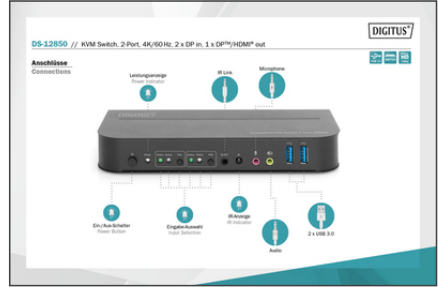 DIGITUS®
DS-12850 // KVM Switch, 2-Port, 4K/60 Hz, 2 x DP in, 1 x DP™/HDMI® out
Anschlüsse
Connections
Leistungsanzeige
Power Indicator
IR Link
Microphone
DIGITUS
Ein-/Aus-Schalter
Power Button
Eingabe-Auswahl
Input Selection
IR-Anzeige
IR Indicator
Audio
2 x USB 3.0